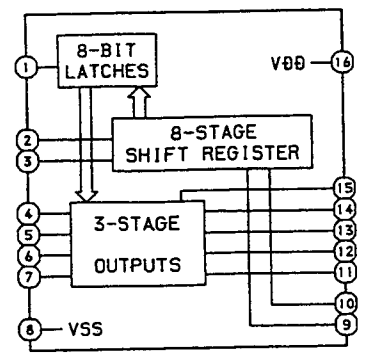 8-BIT
LATCHES
1
VDD
16
2
3
8-STAGE
SHIFT REGISTER
4
5
6
7
3-STAGE
OUTPUTS
15
14
13
12
11
10
9
8
VSS